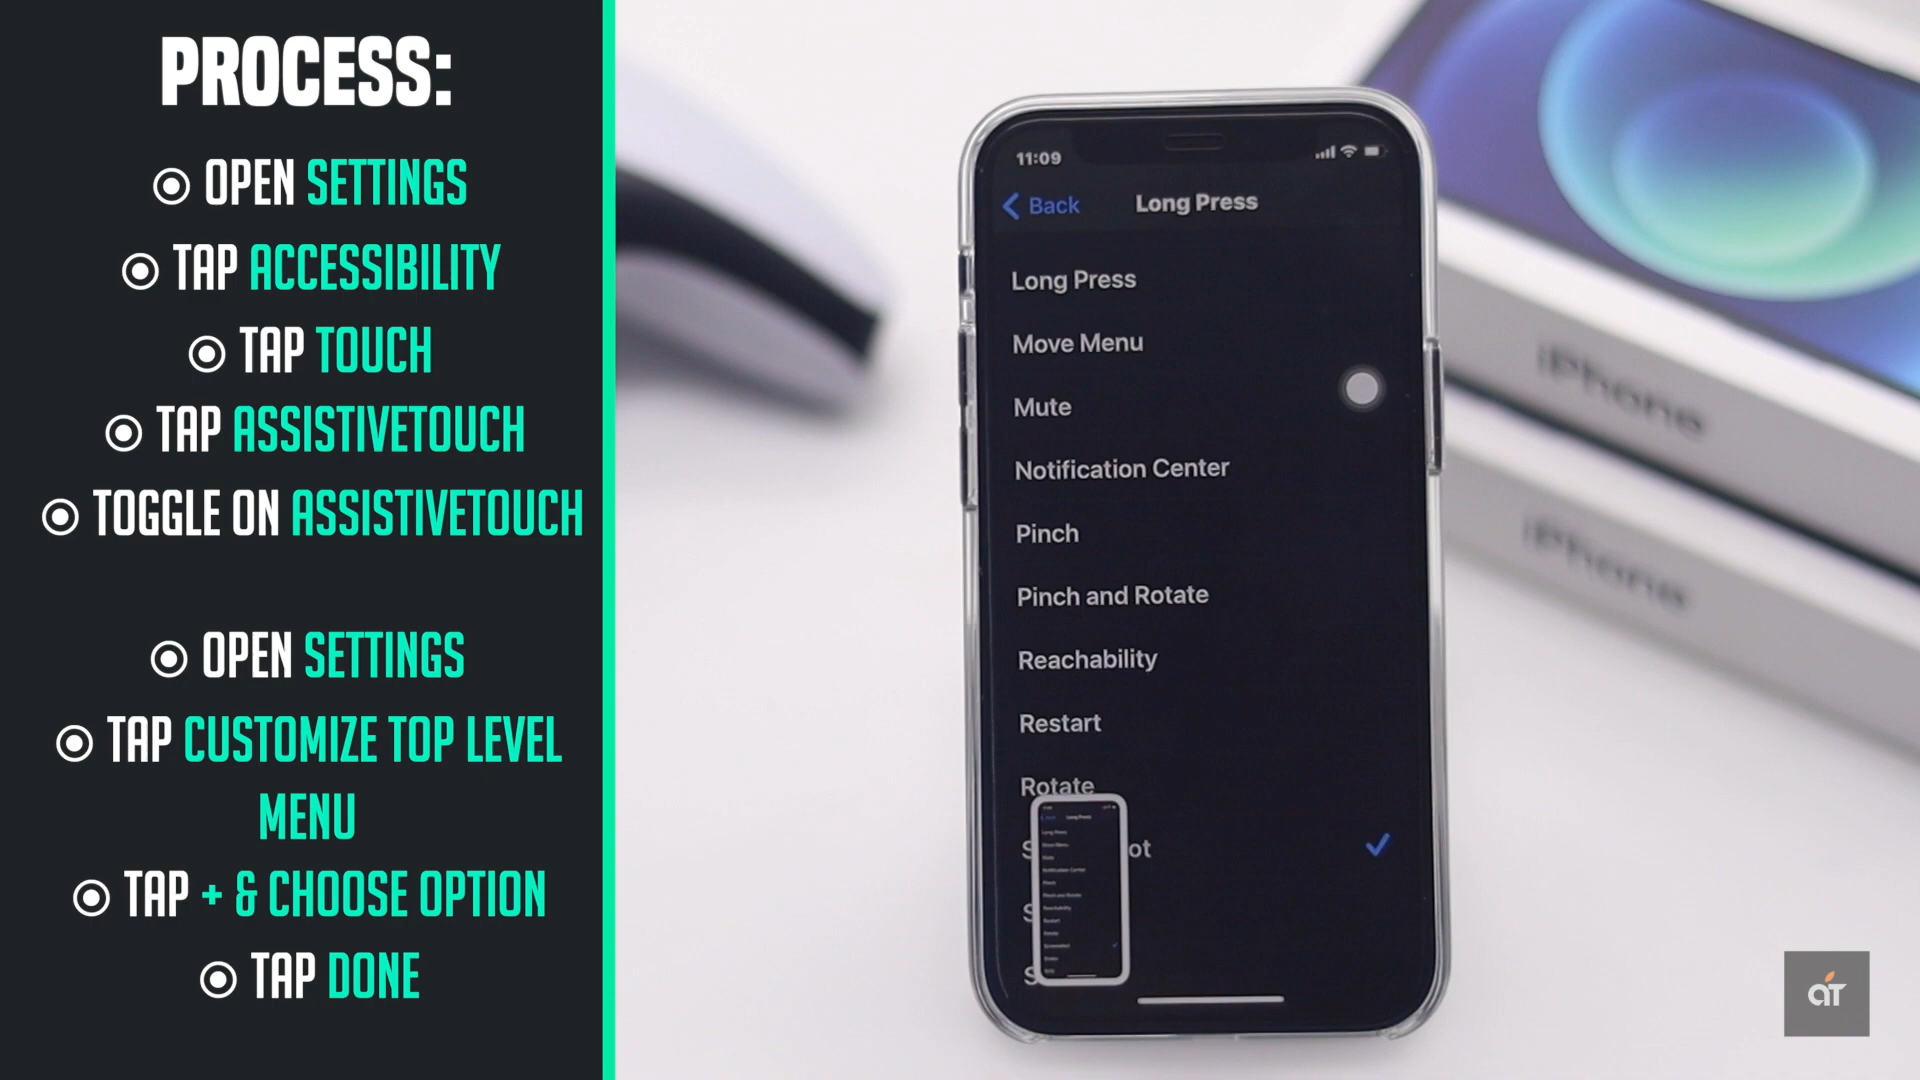 PROCESS:
OPEN SETTINGS
TAP ACCESSIBILITY
TAP TOUCH
TAP ASSISTIVETOUCH
TOGGLE ON ASSISTIVETOUCH
OPEN SETTINGS
TAP CUSTOMIZE TOP LEVEL
MENU
TAP + & CHOOSE OPTION
TAP DONE
11:09
Back
Long Press
Long Press
Move Menu
Mute
Notification Center
Pinch
Pinch and Rotate
Reachability
Restart
Rotate
iPhone
iPhone
aT